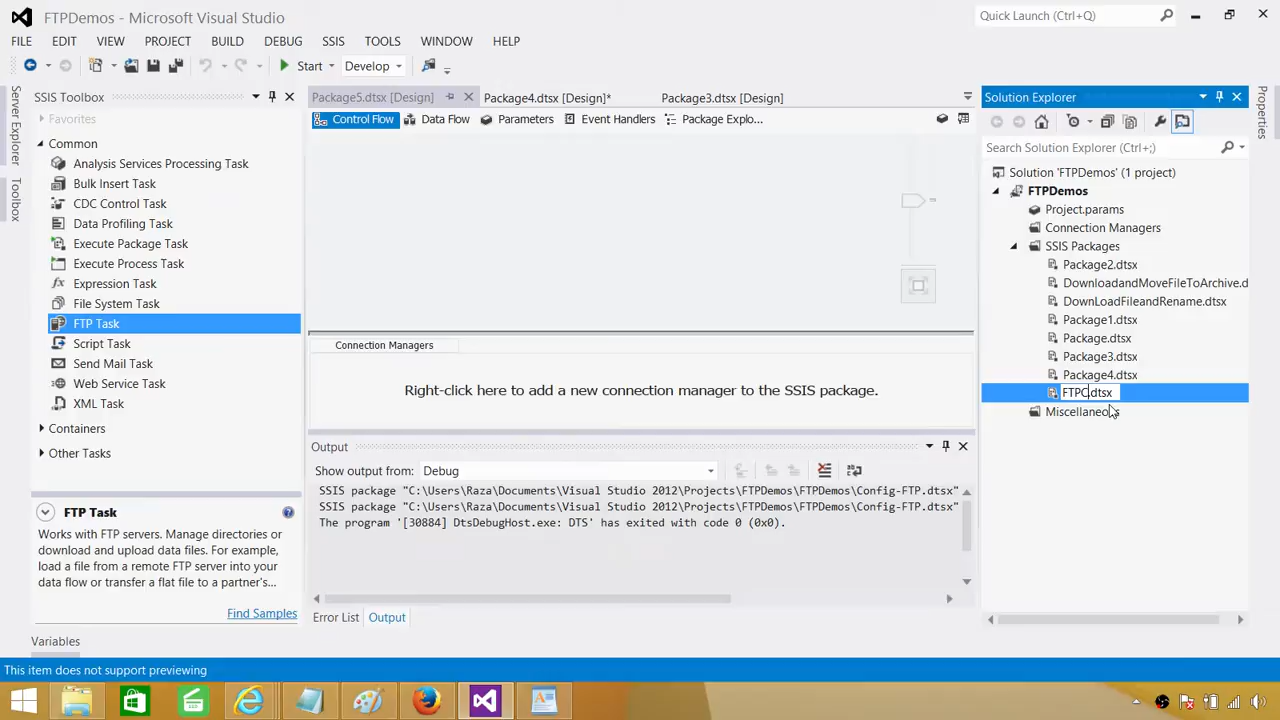 FTPDemos - Microsoft Visual Studio
Quick Launch (Ctrl+Q)
FILE EDIT VIEW PROJECT BUILD DEBUG SSIS TOOLS WINDOW HELP
Start Develop
Server Explorer
Toolbox
SSIS Toolbox
Favorites
Common
Analysis Services Processing Task
Bulk Insert Task
CDC Control Task
Data Profiling Task
Execute Package Task
Execute Process Task
Expression Task
File System Task
FTP Task
Script Task
Send Mail Task
Web Service Task
XML Task
Containers
Other Tasks
FTP Task
Works with FTP servers. Manage directories
or download and upload data files. For example,
load a file from a remote FTP server into your
data flow or transfer a flat file to a partner's...
Find Samples
Variables
Package5.dtsx [Design] Package4.dtsx [Design]* Package3.dtsx [Design]
Control Flow Data Flow Parameters Event Handlers Package Explo...
Connection Managers
Right-click here to add a new connection manager to the SSIS package.
Output
Show output from: Debug
SSIS package "C:\Users\Raza\Documents\Visual Studio 2012\Projects\FTPDemos\FTPDemos\Config-FTP.dtsx"
SSIS package "C:\Users\Raza\Documents\Visual Studio 2012\Projects\FTPDemos\FTPDemos\Config-FTP.dtsx"
The program '[30884] DtsDebugHost.exe: DTS' has exited with code 0 (0x0).
Error List Output
Solution Explorer
Search Solution Explorer (Ctrl+;)
Solution 'FTPDemos' (1 project)
FTPDemos
Project.params
Connection Managers
SSIS Packages
Package2.dtsx
DownloadandMoveFileToArchive.d
DownLoadFileandRename.dtsx
Package1.dtsx
Package.dtsx
Package3.dtsx
Package4.dtsx
FTPC.dtsx
Miscellaneous
Properties
This item does not support previewing